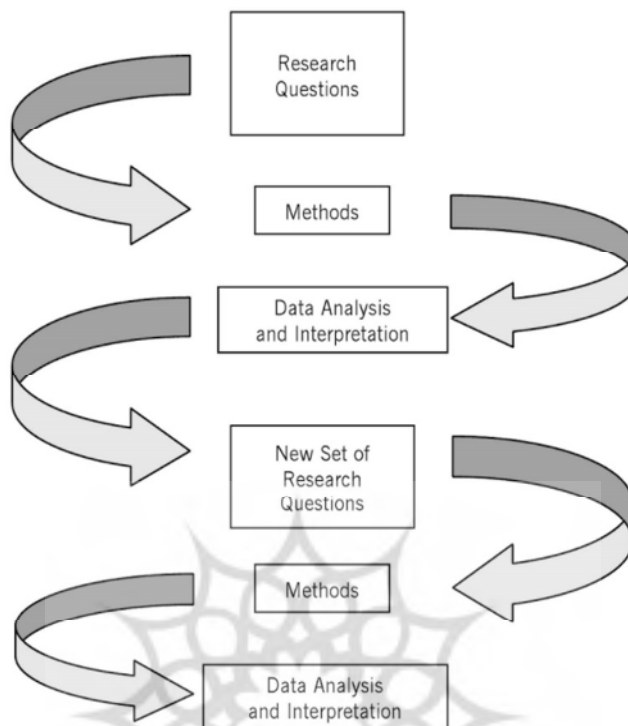 Research
Questions
Methods
Data Analysis
and Interpretation
New Set of
Research
Questions
Methods
Data Analysis
and Interpretation